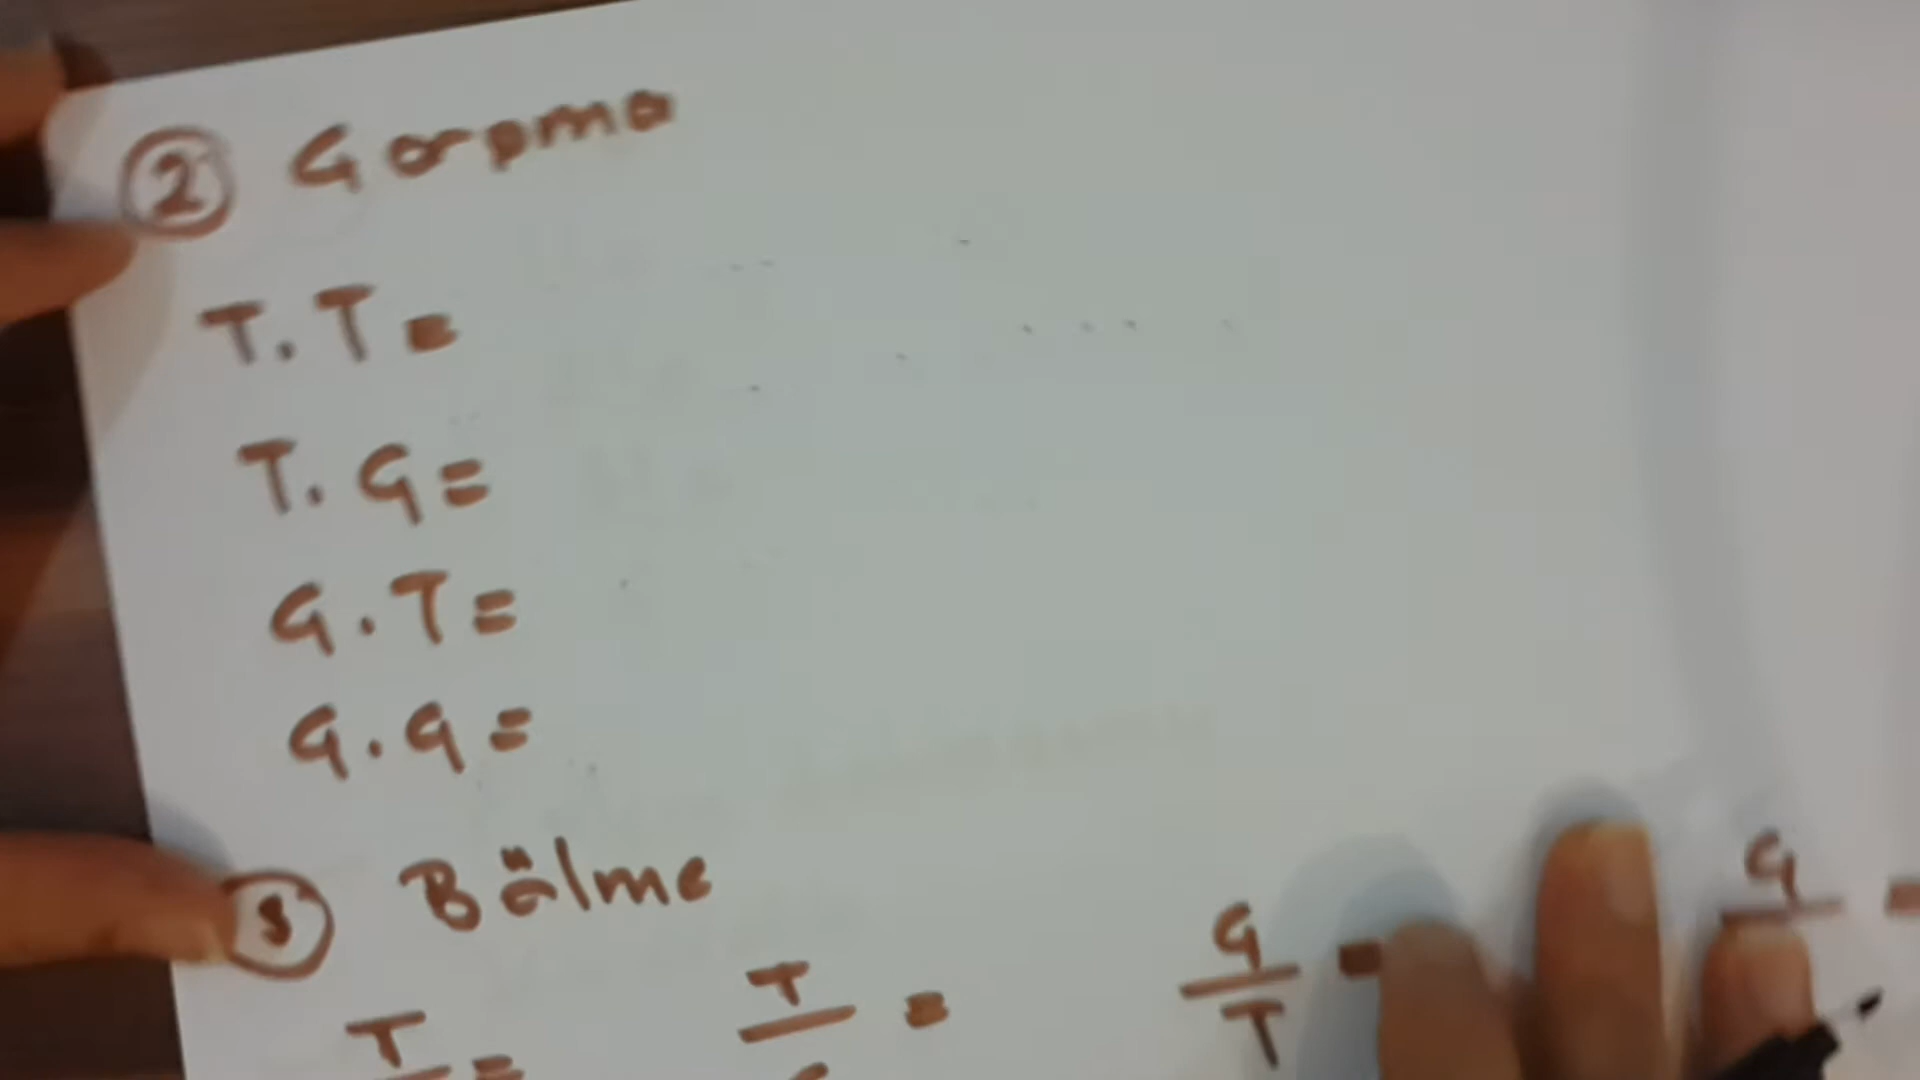 ② Çarpma
T.T=
T.Ç=
Ç.T=
Ç.Ç=
③ Bölme
T = T = Ç/T = Ç =